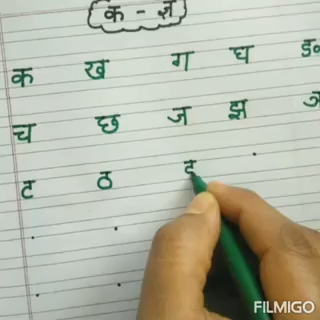 क - ज्ञ
क ख ग घ ङ
च छ ज झ ञ
ट ठ
FILMIGO